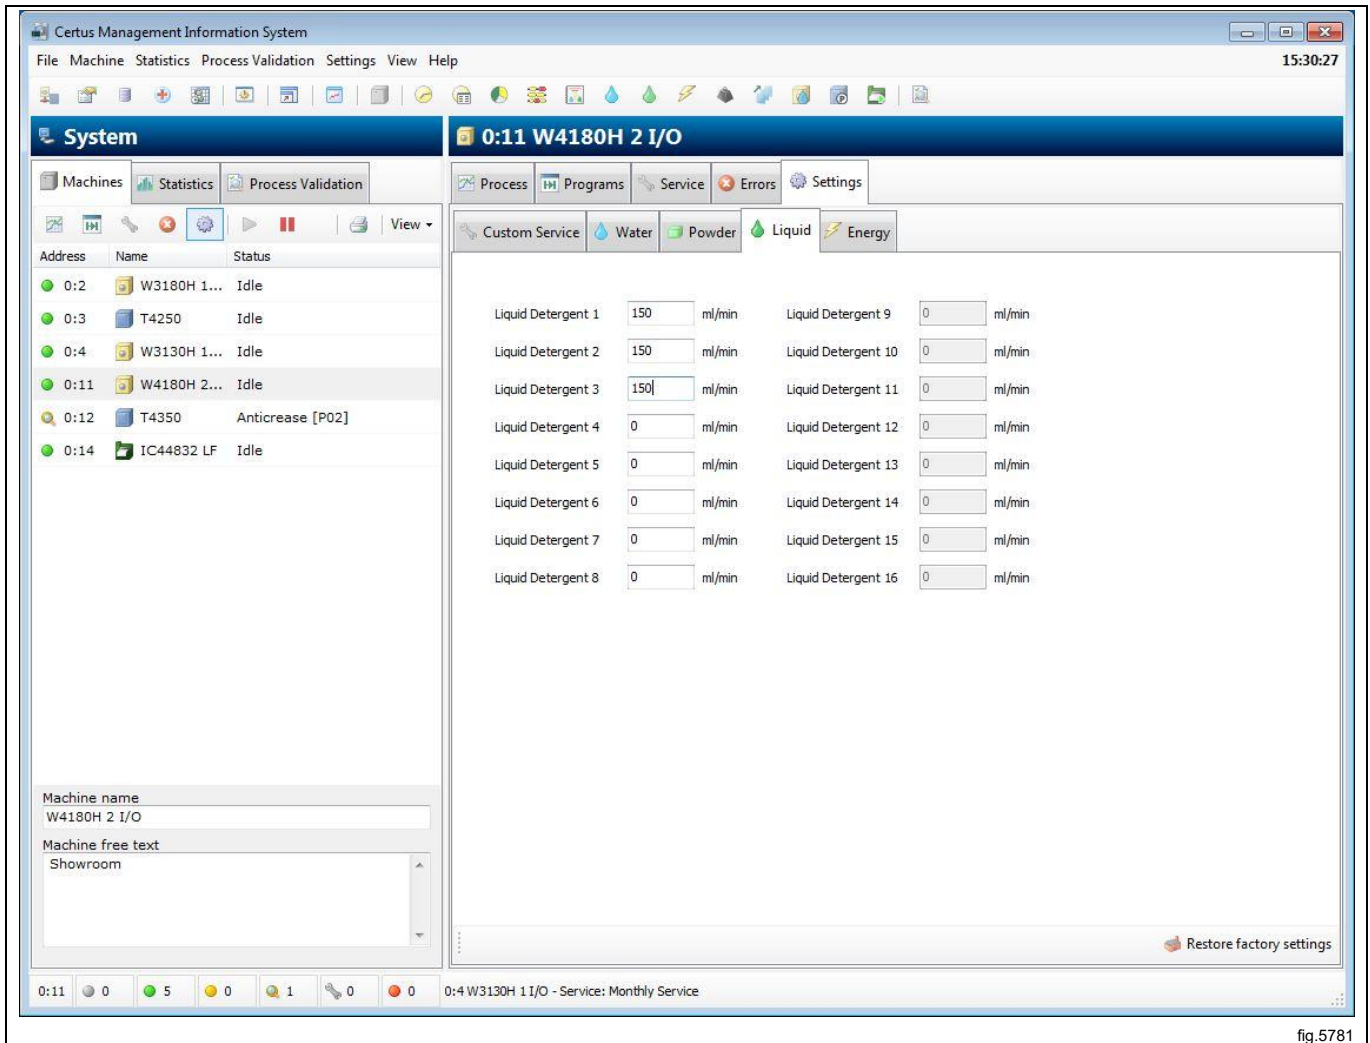 Certus Management Information System
File Machine Statistics Process Validation Settings View Help 15:30:27
System
0:11 W4180H 2 I/O
Machines Statistics Process Validation
Process Programs Service Errors Settings
View
Custom Service Water Powder Liquid Energy
Address Name Status
0:2 W3180H 1... Idle
0:3 T4250 Idle
0:4 W3130H 1... Idle
0:11 W4180H 2... Idle
0:12 T4350 Anticrease [P02]
0:14 IC44832 LF Idle
Liquid Detergent 1 150 ml/min Liquid Detergent 9 0 ml/min
Liquid Detergent 2 150 ml/min Liquid Detergent 10 0 ml/min
Liquid Detergent 3 150 ml/min Liquid Detergent 11 0 ml/min
Liquid Detergent 4 0 ml/min Liquid Detergent 12 0 ml/min
Liquid Detergent 5 0 ml/min Liquid Detergent 13 0 ml/min
Liquid Detergent 6 0 ml/min Liquid Detergent 14 0 ml/min
Liquid Detergent 7 0 ml/min Liquid Detergent 15 0 ml/min
Liquid Detergent 8 0 ml/min Liquid Detergent 16 0 ml/min
Machine name
W4180H 2 I/O
Machine free text
Showroom
Restore factory settings
0:11 0 5 0 1 0 0 0:4 W3130H 1 I/O - Service: Monthly Service
fig.5781